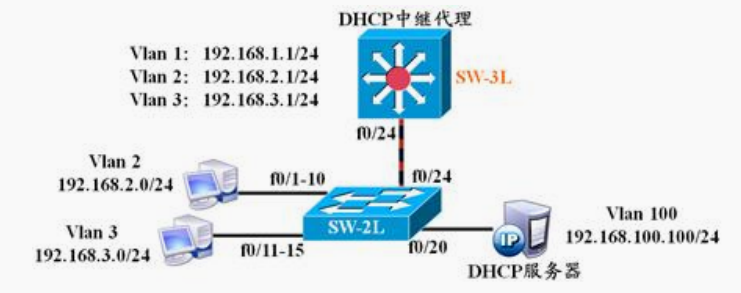 DHCP中继代理
Vlan 1: 192.168.1.1/24
Vlan 2: 192.168.2.1/24
Vlan 3: 192.168.3.1/24
SW-3L
f0/24
Vlan 2
192.168.2.0/24
f0/1-10
f0/24
Vlan 3
192.168.3.0/24
f0/11-15
SW-2L
f0/20
IP
Vlan 100
192.168.100.100/24
DHCP服务器